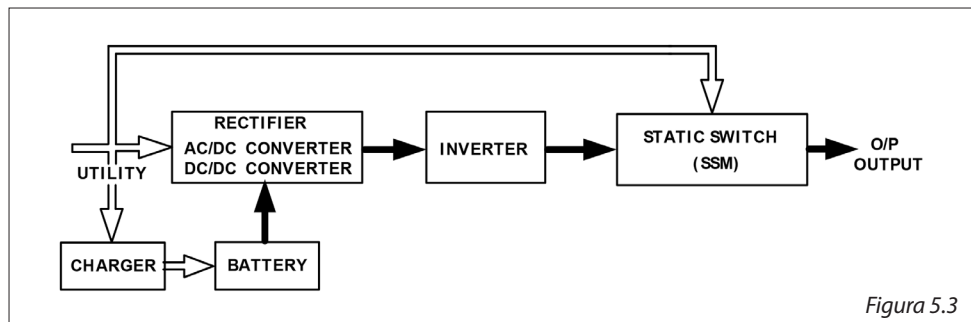 RECTIFIER
AC/DC CONVERTER
DC/DC CONVERTER
INVERTER
STATIC SWITCH
(SSM)
O/P
OUTPUT
UTILITY
CHARGER
BATTERY
Figura 5.3